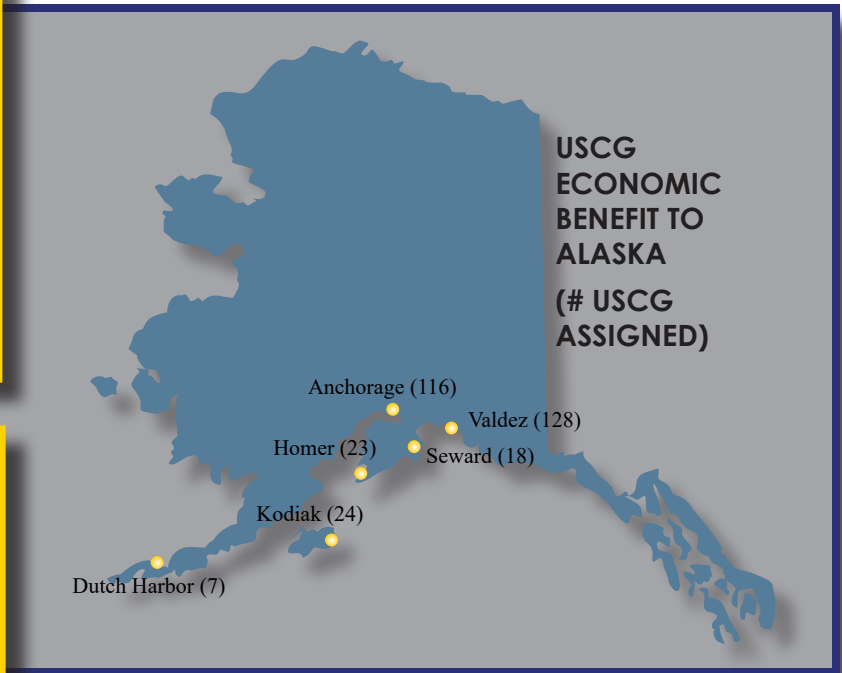 USCG
ECONOMIC
BENEFIT TO
ALASKA
(# USCG
ASSIGNED)
Anchorage (116)
Valdez (128)
Homer (23)
Seward (18)
Kodiak (24)
Dutch Harbor (7)